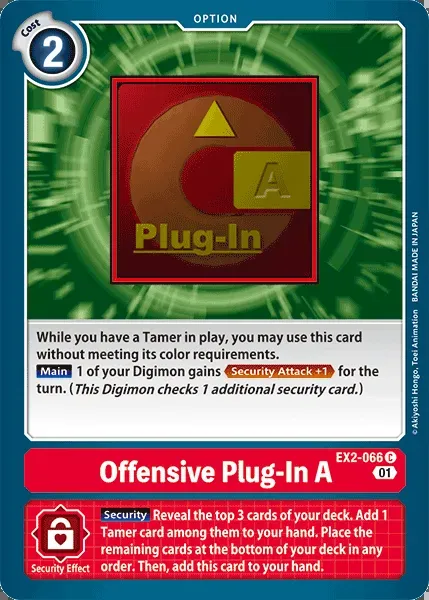 OPTION
Cost
2
A
Plug-In
While you have a Tamer in play, you may use this card
without meeting its color requirements.
Main 1 of your Digimon gains Security Attack +1 for the
turn. (This Digimon checks 1 additional security card.)
©Akiyoshi Hongo, Toei Animation BANDAI MADE IN JAPAN
EX2-066 C
Offensive Plug-In A
01
Security Reveal the top 3 cards of your deck. Add 1
Tamer card among them to your hand. Place the
remaining cards at the bottom of your deck in any
order. Then, add this card to your hand.
Security Effect